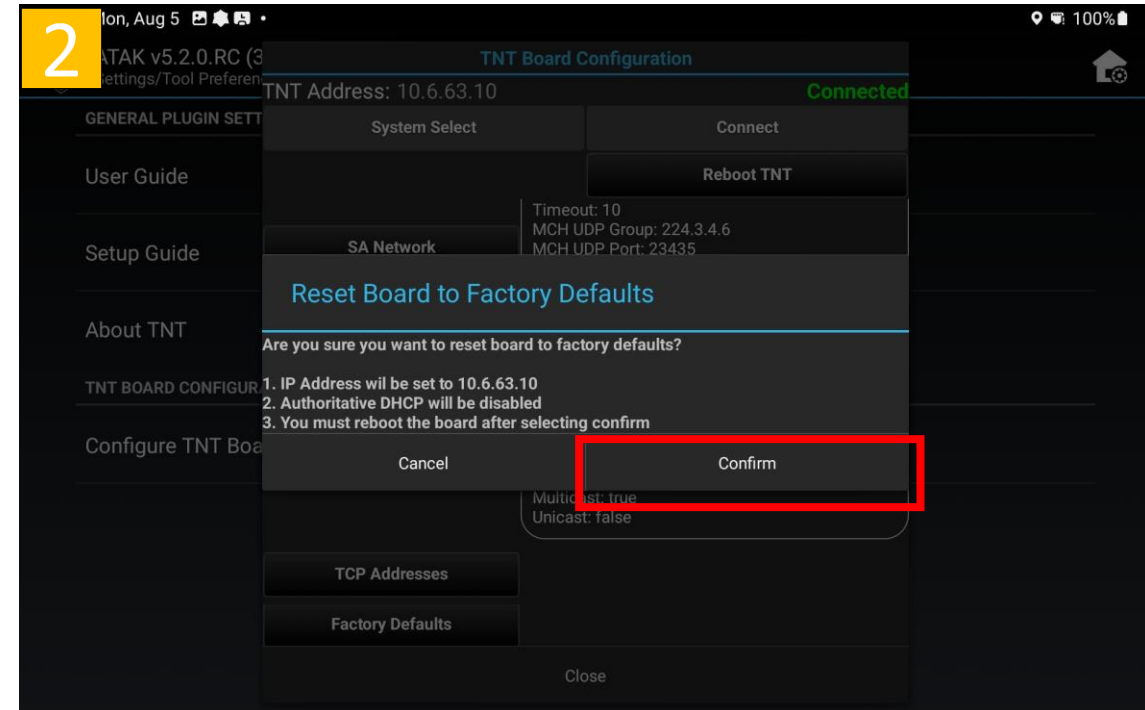 2
Mon, Aug 5
100%
ATAK v5.2.0.RC (3
Settings/Tool Preferen
TNT Board Configuration
TNT Address: 10.6.63.10
Connected
GENERAL PLUGIN SETT
System Select
Connect
User Guide
Reboot TNT
Timeout: 10
MCH UDP Group: 224.3.4.6
Setup Guide
SA Network
MCH UDP Port: 23435
Reset Board to Factory Defaults
About TNT
Are you sure you want to reset board to factory defaults?
TNT BOARD CONFIGURA
1. IP Address wil be set to 10.6.63.10
2. Authoritative DHCP will be disabled
3. You must reboot the board after selecting confirm
Configure TNT Boa
Cancel
Confirm
Multicast: true
Unicast: false
TCP Addresses
Factory Defaults
Close